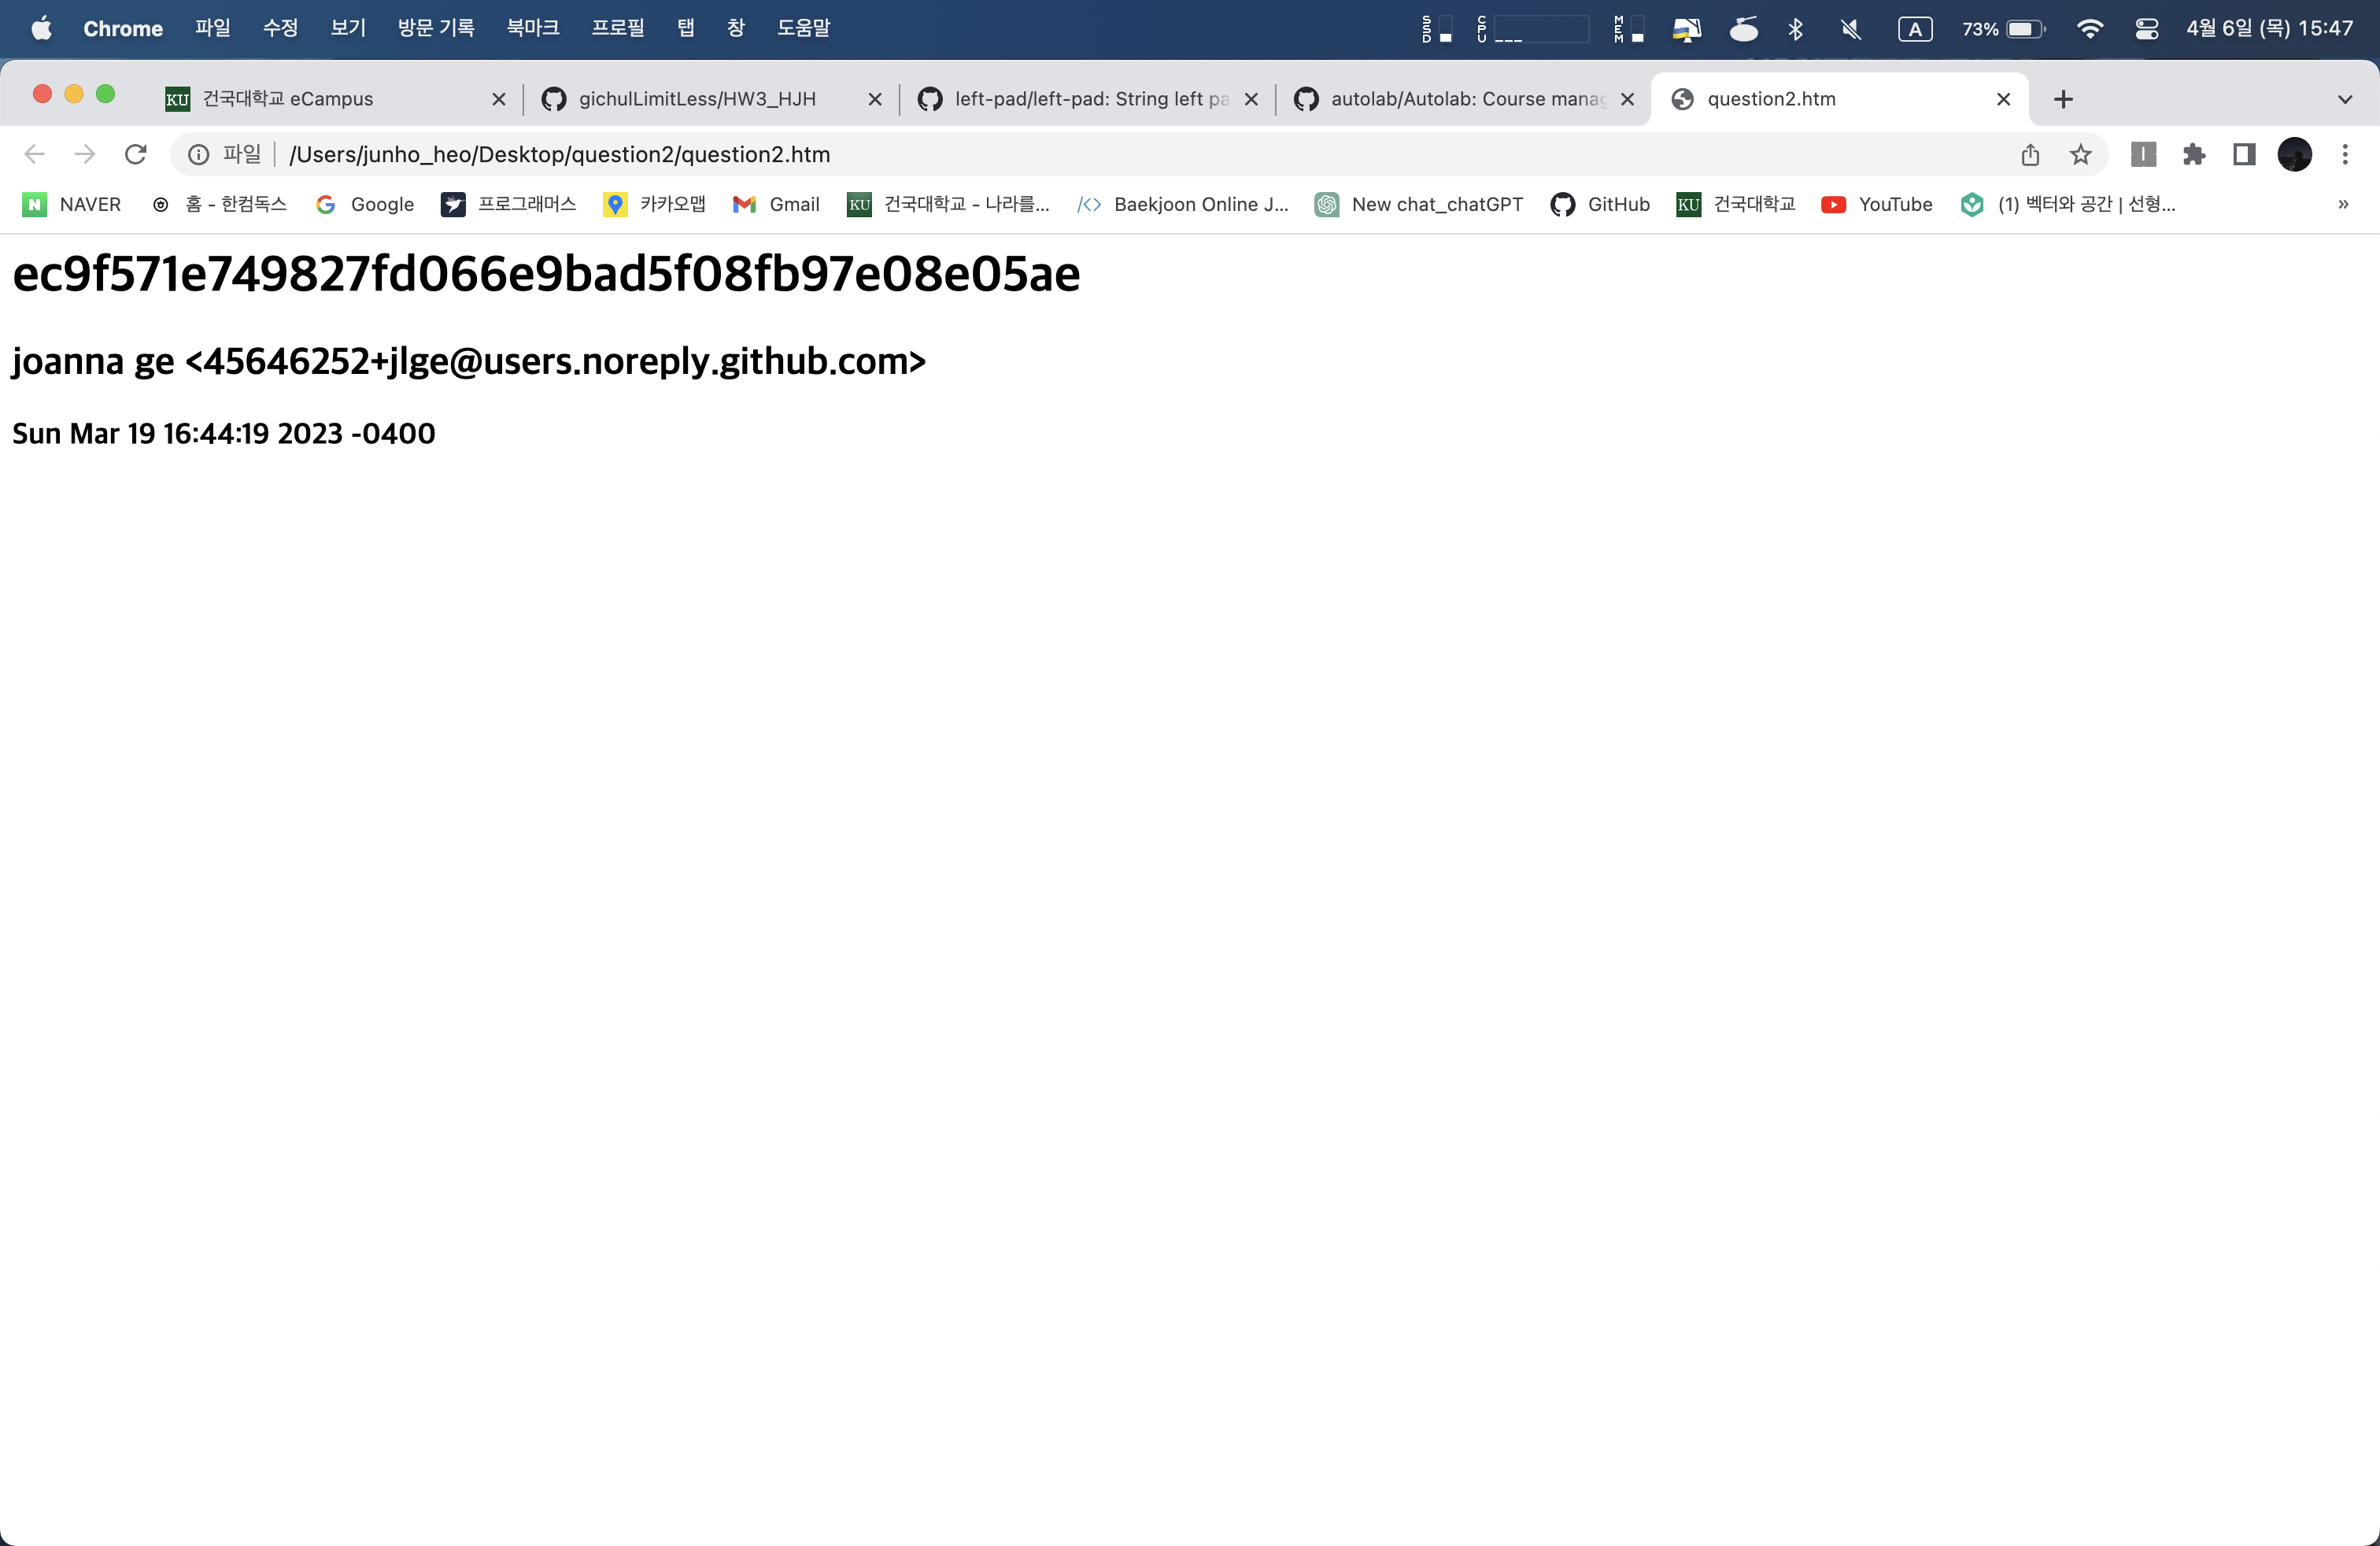 Chrome 파일 수정 보기 방문 기록 북마크 프로필 탭 창 도움말 SSD CPU MEM A 73% 4월 6일 (목) 15:47
KU 건국대학교 eCampus gichulLimitLess/HW3_HJH left-pad/left-pad: String left pa autolab/Autolab: Course manag question2.htm
파일 /Users/junho_heo/Desktop/question2/question2.htm
N NAVER 홈 - 한컴독스 Google 프로그래머스 카카오맵 Gmail KU 건국대학교 - 나라를... Baekjoon Online J... New chat_chatGPT GitHub KU 건국대학교 YouTube (1) 벡터와 공간 | 선형... »
ec9f571e749827fd066e9bad5f08fb97e08e05ae
joanna ge <45646252+jlge@users.noreply.github.com>
Sun Mar 19 16:44:19 2023 -0400